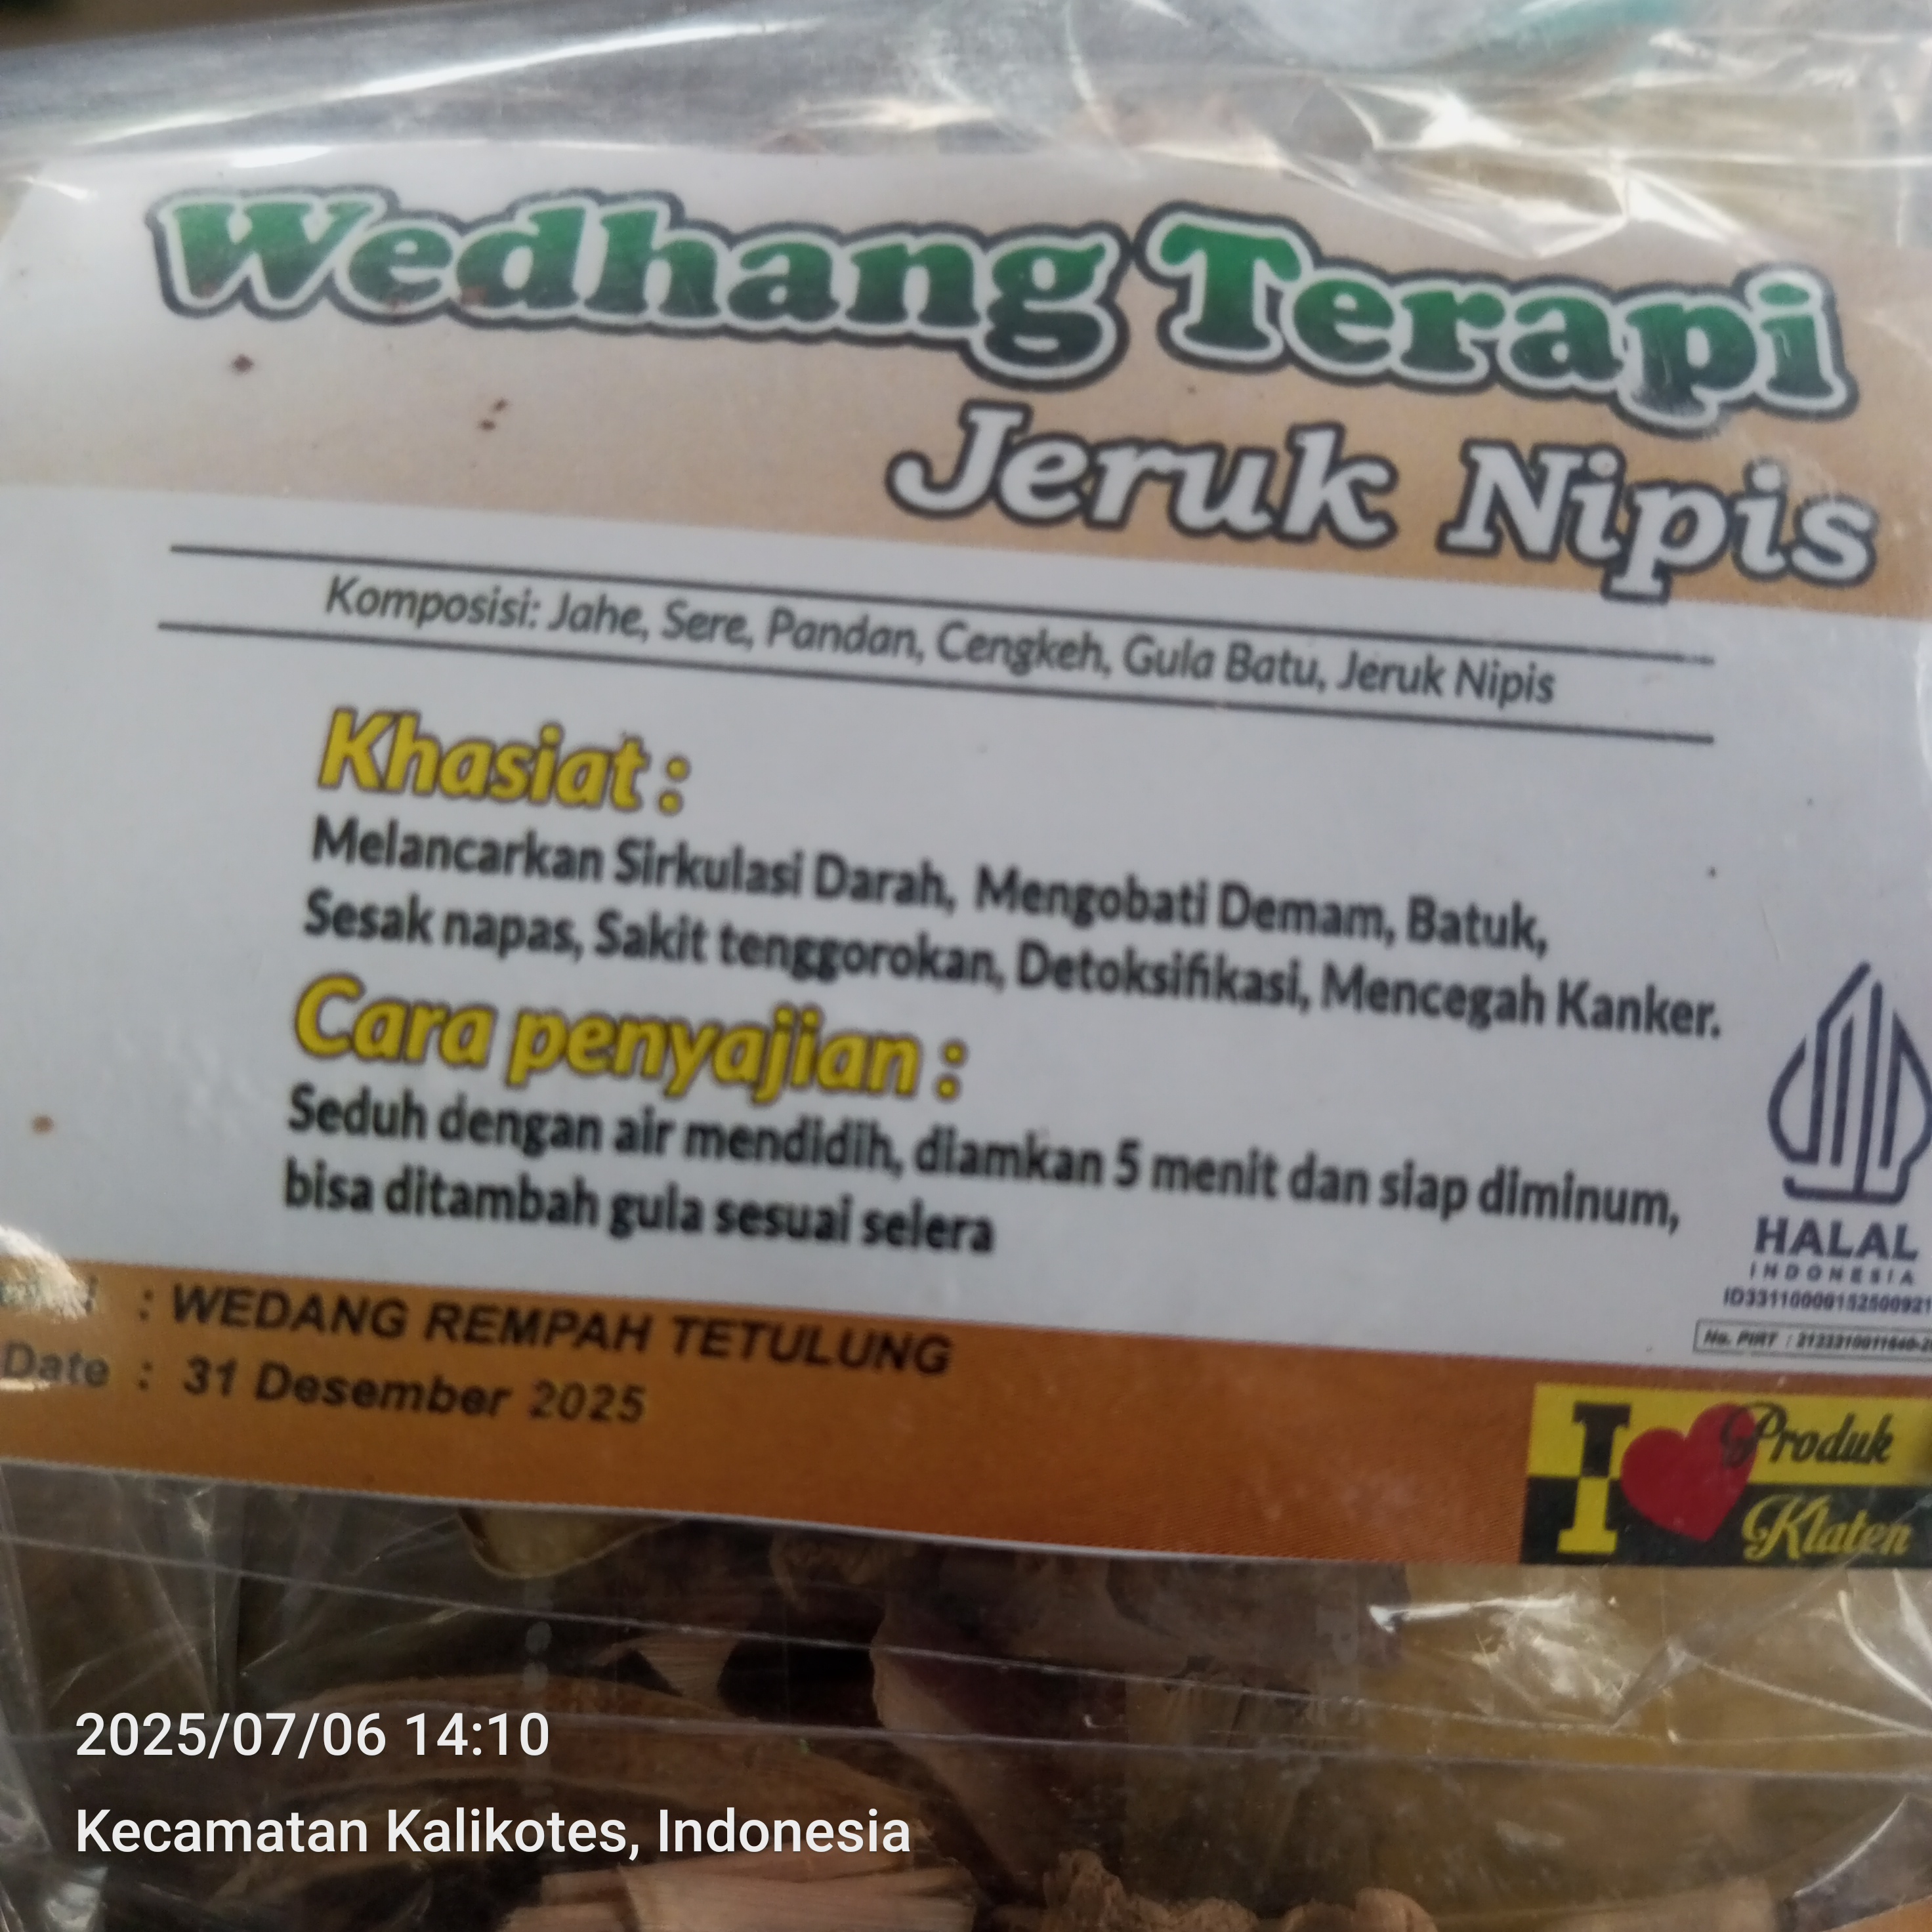 Wedhang Terapi
Jeruk Nipis
Komposisi: Jahe, Sere, Pandan, Cengkeh, Gula Batu, Jeruk Nipis
Khasiat :
Melancarkan Sirkulasi Darah, Mengobati Demam, Batuk,
Sesak napas, Sakit tenggorokan, Detoksifikasi, Mencegah Kanker.
Cara penyajian :
Seduh dengan air mendidih, diamkan 5 menit dan siap diminum,
bisa ditambah gula sesuai selera
HALAL
INDONESIA
: WEDANG REMPAH TETULUNG
Date : 31 Desember 2025
No. PIRT :
I Produk
Klaten
2025/07/06 14:10
Kecamatan Kalikotes, Indonesia